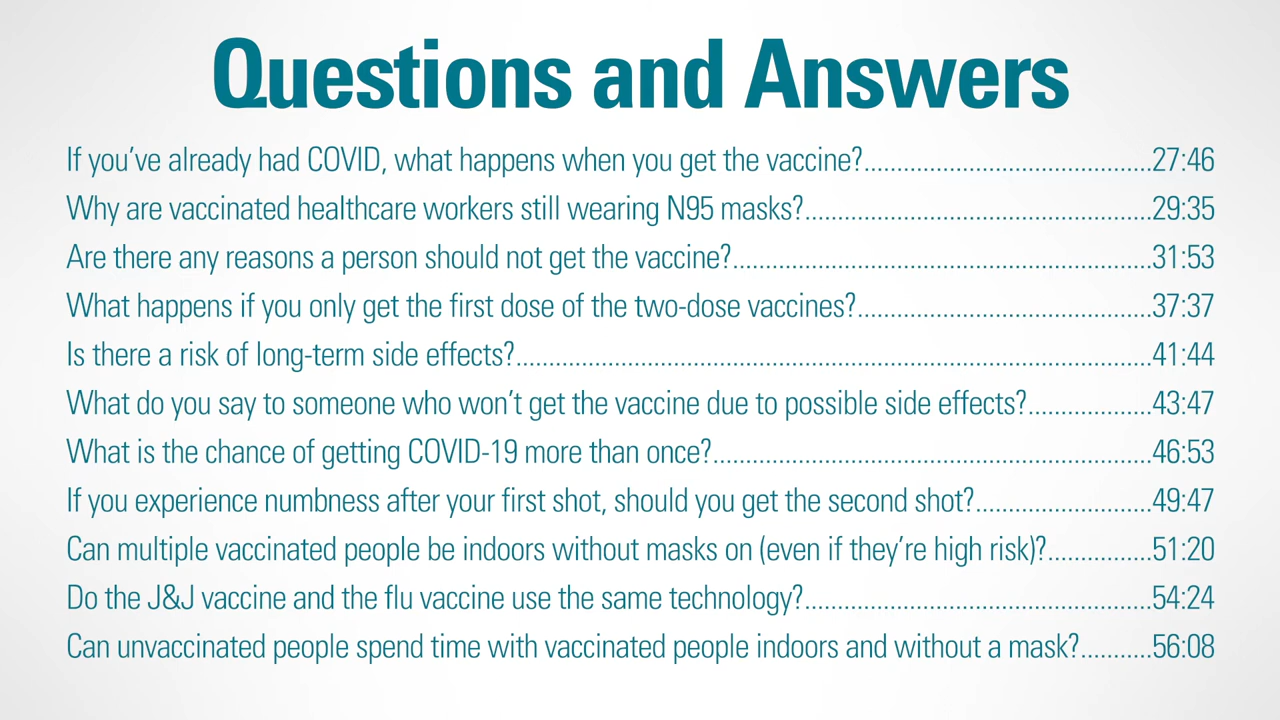 Questions and Answers
If you’ve already had COVID, what happens when you get the vaccine?............................................27:46
Why are vaccinated healthcare workers still wearing N95 masks?.....................................................29:35
Are there any reasons a person should not get the vaccine?................................................................31:53
What happens if you only get the first dose of the two-dose vaccines?.............................................37:37
Is there a risk of long-term side effects?.................................................................................................41:44
What do you say to someone who won’t get the vaccine due to possible side effects?...................43:47
What is the chance of getting COVID-19 more than once?...................................................................46:53
If you experience numbness after your first shot, should you get the second shot?...........................49:47
Can multiple vaccinated people be indoors without masks on (even if they’re high risk)?................51:20
Do the J&J vaccine and the flu vaccine use the same technology?.....................................................54:24
Can unvaccinated people spend time with vaccinated people indoors and without a mask?...........56:08